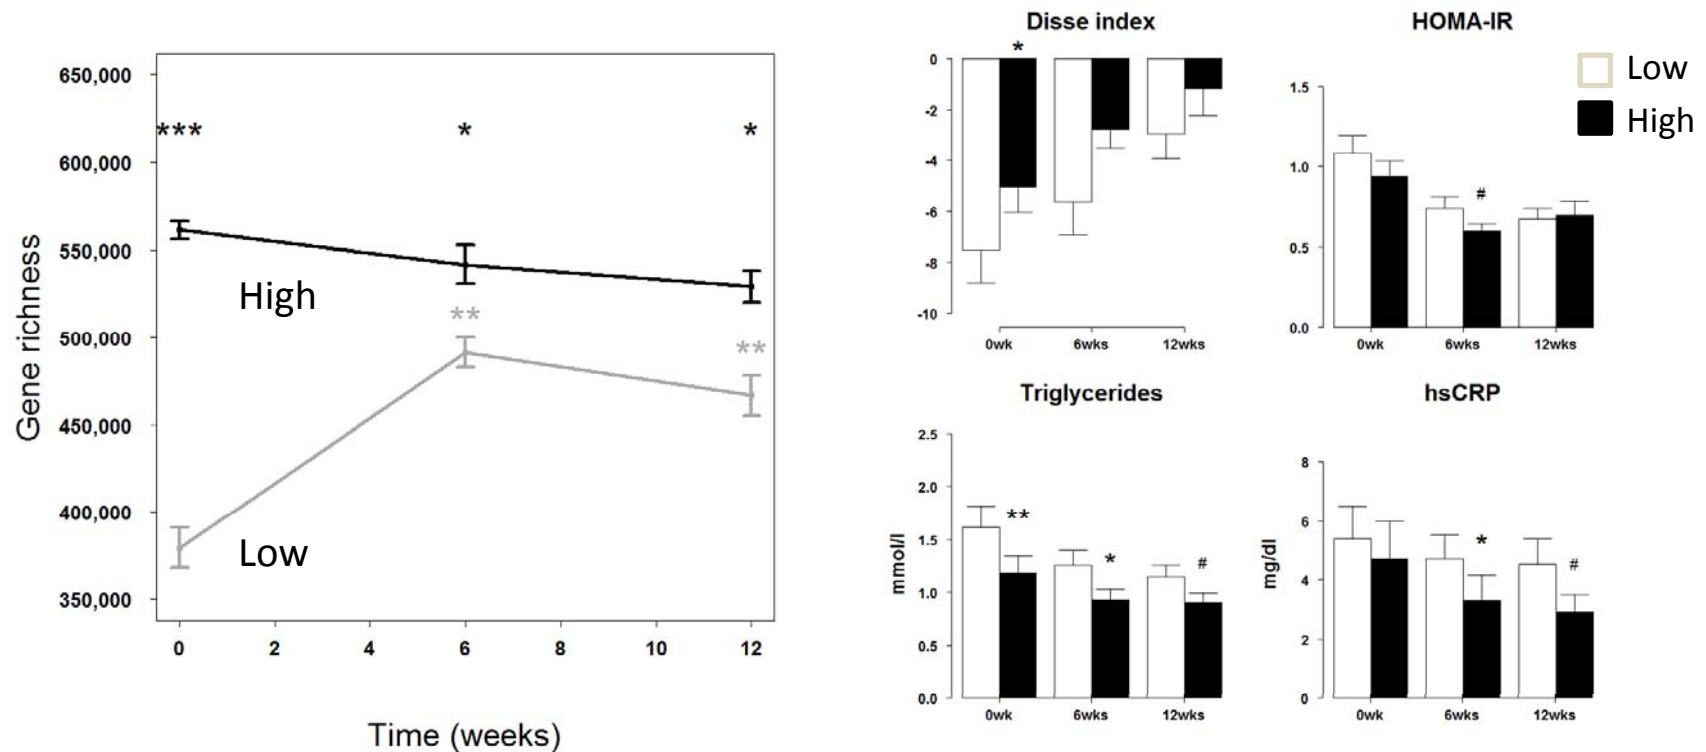 650,000
600,000
550,000
500,000
450,000
400,000
350,000
Gene richness
***
*
*
High
**
**
Low
0 2 4 6 8 10 12
Time (weeks)
Disse index
*
0
-2
-4
-6
-8
-10
0wk 6wks 12wks
HOMA-IR
1.5
1.0
0.5
0.0
#
0wk 6wks 12wks
Low
High
Triglycerides
2.5
2.0
1.5
1.0
0.5
0.0
mmol/l
**
*
#
0wk 6wks 12wks
hsCRP
8
6
4
2
0
mg/dl
*
#
0wk 6wks 12wks